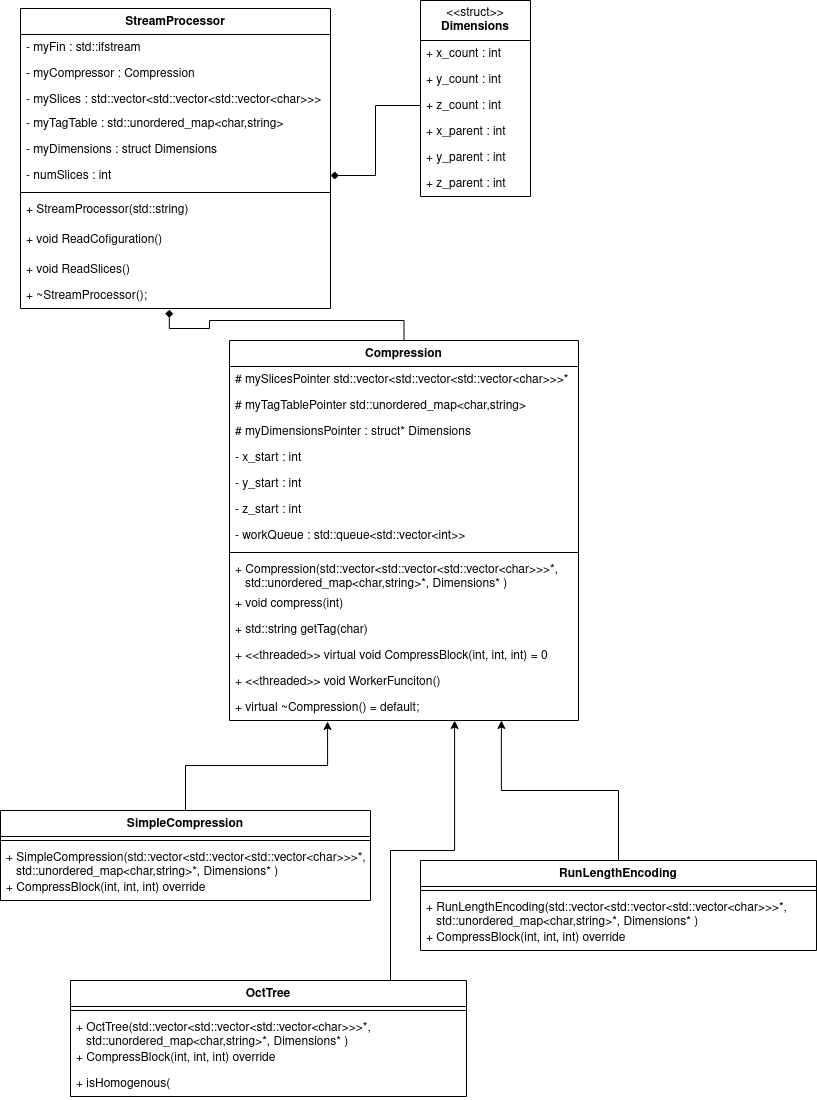 StreamProcessor
- myFin : std::ifstream
- myCompressor : Compression
- mySlices : std::vector<std::vector<std::vector<char>>>
- myTagTable : std::unordered_map<char,string>
- myDimensions : struct Dimensions
- numSlices : int
+ StreamProcessor(std::string)
+ void ReadCofiguration()
+ void ReadSlices()
+ ~StreamProcessor();
<<struct>>
Dimensions
+ x_count : int
+ y_count : int
+ z_count : int
+ x_parent : int
+ y_parent : int
+ z_parent : int
Compression
# mySlicesPointer std::vector<std::vector<std::vector<char>>>*
# myTagTablePointer std::unordered_map<char,string>
# myDimensionsPointer : struct* Dimensions
- x_start : int
- y_start : int
- z_start : int
- workQueue : std::queue<std::vector<int>>
+ Compression(std::vector<std::vector<std::vector<char>>>*,
std::unordered_map<char,string>*, Dimensions* )
+ void compress(int)
+ std::string getTag(char)
+ <<threaded>> virtual void CompressBlock(int, int, int) = 0
+ <<threaded>> void WorkerFunciton()
+ virtual ~Compression() = default;
SimpleCompression
+ SimpleCompression(std::vector<std::vector<std::vector<char>>>*,
std::unordered_map<char,string>*, Dimensions* )
+ CompressBlock(int, int, int) override
RunLengthEncoding
+ RunLengthEncoding(std::vector<std::vector<std::vector<char>>>*,
std::unordered_map<char,string>*, Dimensions* )
+ CompressBlock(int, int, int) override
OctTree
+ OctTree(std::vector<std::vector<std::vector<char>>>*,
std::unordered_map<char,string>*, Dimensions* )
+ CompressBlock(int, int, int) override
+ isHomogenous(